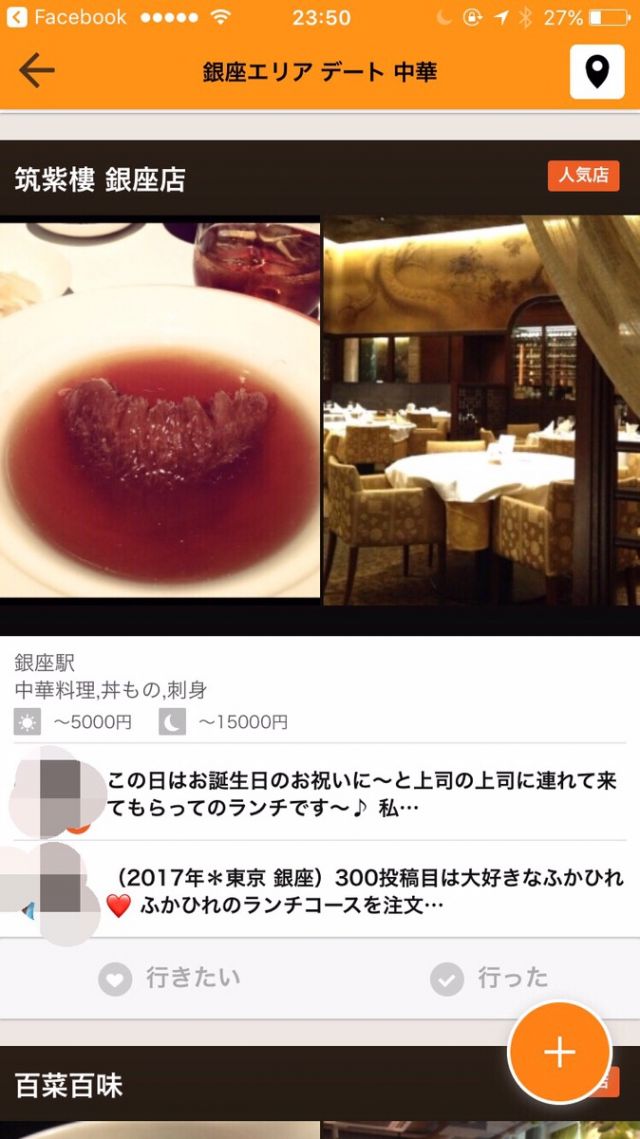 Facebook 23:50 27%
銀座エリア デート 中華
筑紫樓 銀座店
人気店
銀座駅
中華料理,丼もの,刺身
～5000円 ～15000円
この日はお誕生日のお祝いに～と上司の上司に連れて来
てもらってのランチです～♪ 私…
（2017年＊東京 銀座）300投稿目は大好きなふかひれ
❤️ ふかひれのランチコースを注文…
行きたい 行った
百菜百味
店